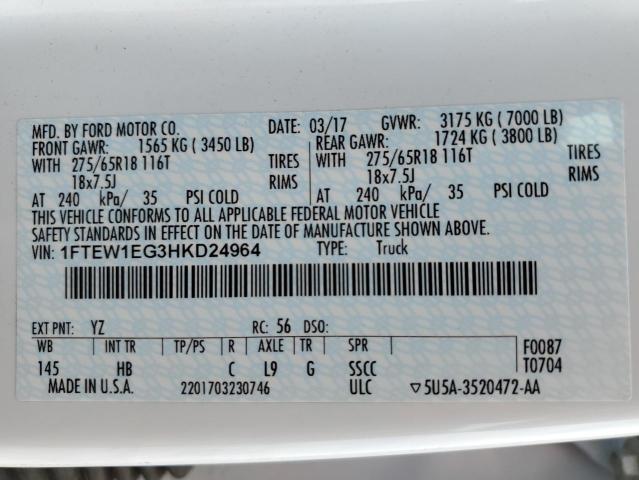 MFD. BY FORD MOTOR CO. DATE: 03/17 GVWR: 3175 KG ( 7000 LB)
FRONT GAWR: 1565 KG ( 3450 LB) REAR GAWR: 1724 KG ( 3800 LB)
WITH 275/65R18 116T TIRES WITH 275/65R18 116T TIRES
18x7.5J RIMS 18x7.5J RIMS
AT 240 kPa/ 35 PSI COLD AT 240 kPa/ 35 PSI COLD
THIS VEHICLE CONFORMS TO ALL APPLICABLE FEDERAL MOTOR VEHICLE
SAFETY STANDARDS IN EFFECT ON THE DATE OF MANUFACTURE SHOWN ABOVE.
VIN: 1FTEW1EG3HKD24964 TYPE: Truck
EXT PNT: YZ RC: 56 DSO:
WB INT TR TP/PS R AXLE TR SPR F0087
145 HB C L9 G SSCC T0704
MADE IN U.S.A. 2201703230746 ULC ▽5U5A-3520472-AA